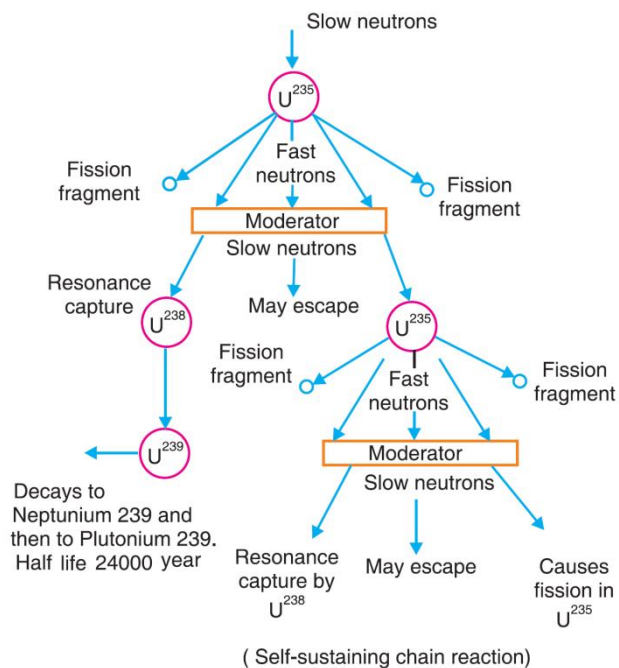 Slow neutrons
U²³⁵
Fission
fragment
Fast
neutrons
Fission
fragment
Moderator
Slow neutrons
Resonance
capture
May escape
U²³⁸
U²³⁵
Fission
fragment
Fast
neutrons
Fission
fragment
U²³⁹
Moderator
Slow neutrons
Decays to
Neptunium 239 and
then to Plutonium 239.
Half life 24000 year
Resonance
capture by
U²³⁸
May escape
Causes
fission in
U²³⁵
( Self-sustaining chain reaction)